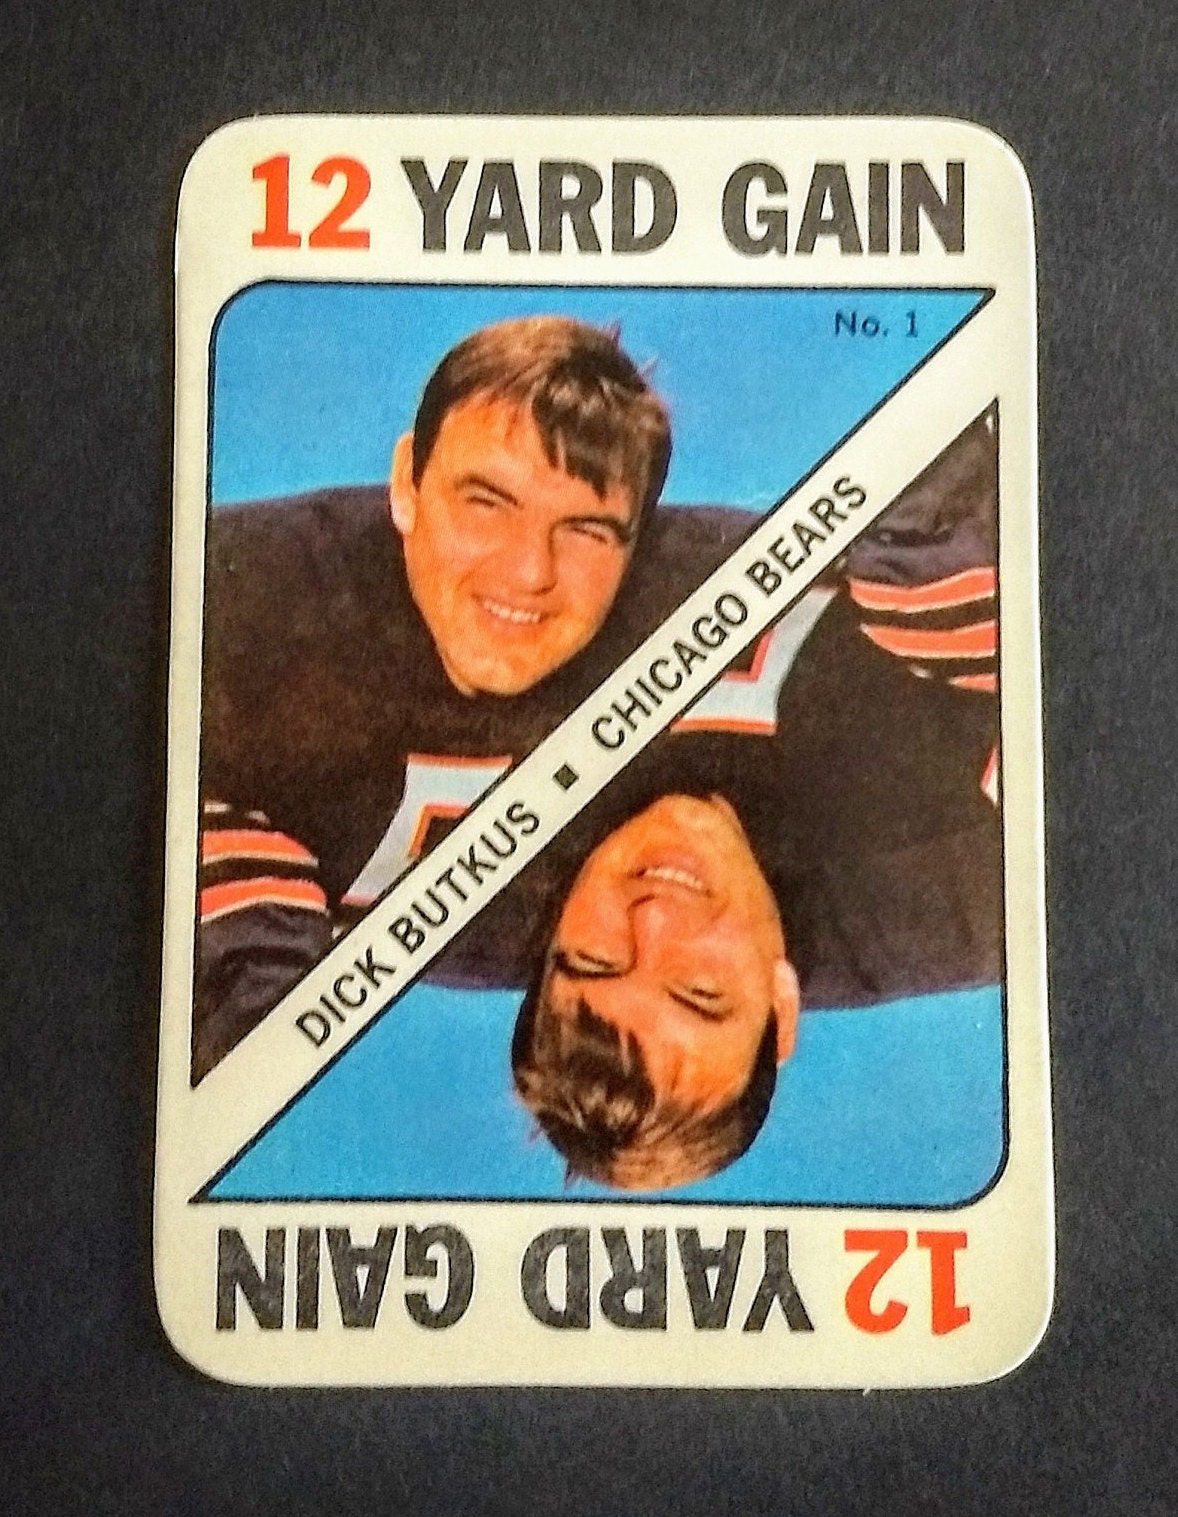 12 YARD GAIN
No. 1
DICK BUTKUS ▪ CHICAGO BEARS
12 YARD GAIN